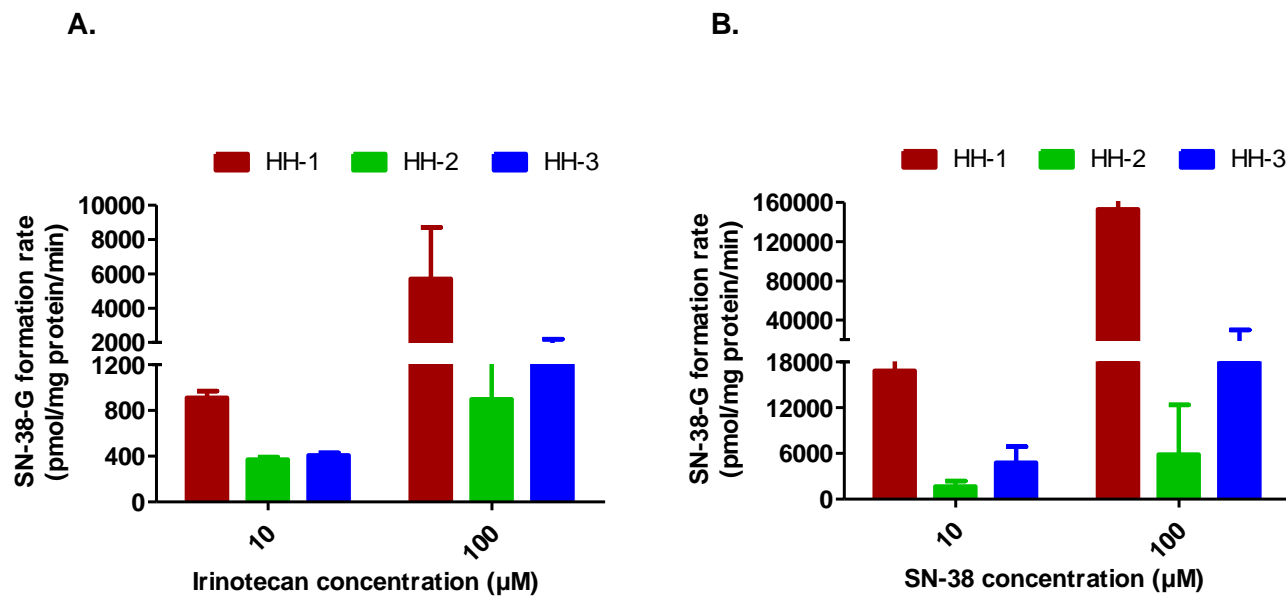 A.
HH-1 HH-2 HH-3
SN-38-G formation rate
(pmol/mg protein/min)
10000
8000
6000
4000
2000
1200
800
400
0
10
100
Irinotecan concentration (µM)
B.
HH-1 HH-2 HH-3
SN-38-G formation rate
(pmol/mg protein/min)
160000
120000
80000
40000
18000
12000
6000
0
10
100
SN-38 concentration (µM)